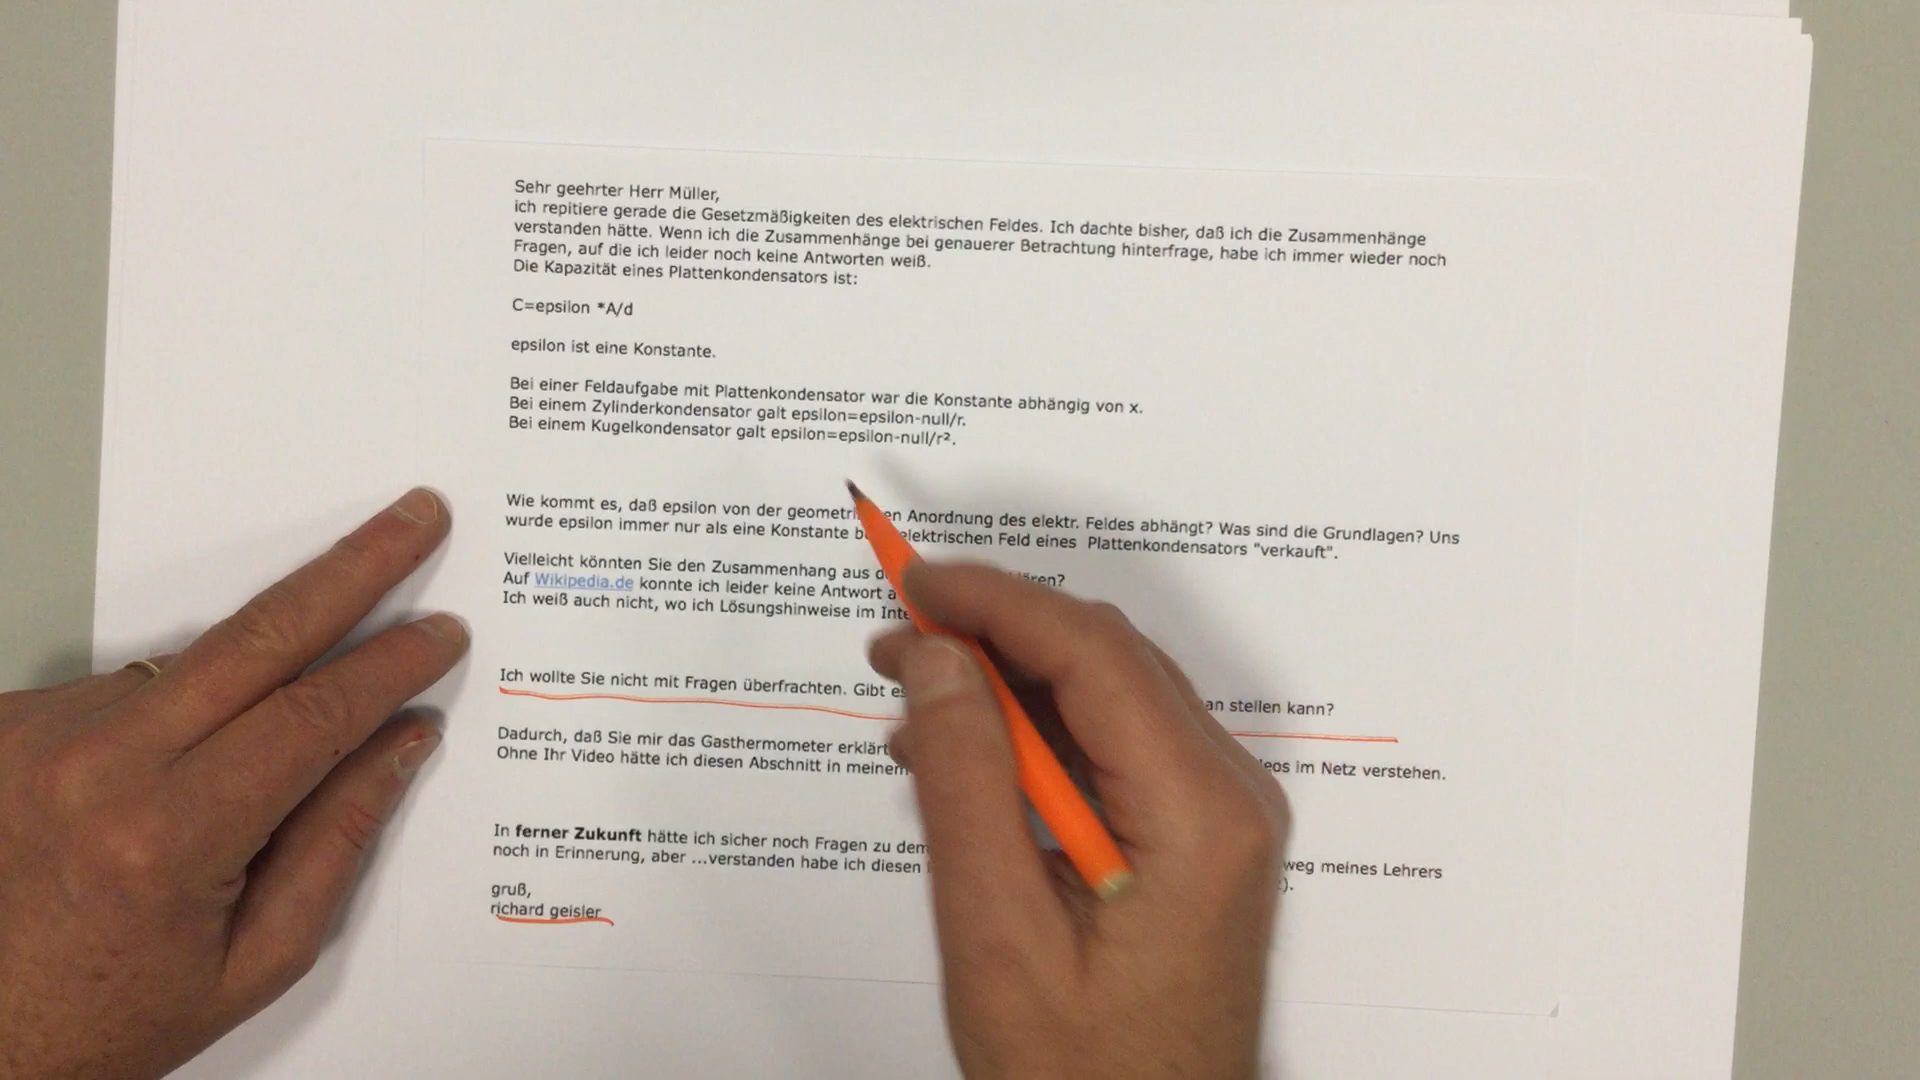 Sehr geehrter Herr Müller,
ich repitiere gerade die Gesetzmäßigkeiten des elektrischen Feldes. Ich dachte bisher, daß ich die Zusammenhänge
verstanden hätte. Wenn ich die Zusammenhänge bei genauerer Betrachtung hinterfrage, habe ich immer wieder noch
Fragen, auf die ich leider noch keine Antworten weiß.
Die Kapazität eines Plattenkondensators ist:
C=epsilon *A/d
epsilon ist eine Konstante.
Bei einer Feldaufgabe mit Plattenkondensator war die Konstante abhängig von x.
Bei einem Zylinderkondensator galt epsilon=epsilon-null/r.
Bei einem Kugelkondensator galt epsilon=epsilon-null/r².
Wie kommt es, daß epsilon von der Anordnung des elektr. Feldes abhängt? Was sind die Grundlagen? Uns
wurde epsilon immer nur als eine Konstante elektrischen Feld eines Plattenkondensators "verkauft".
Vielleicht könnten Sie den Zusammenhang aus
Auf Wikipedia.de konnte ich leider keine Antwort
Ich weiß auch nicht, wo ich Lösungshinweise im
Ich wollte Sie nicht mit Fragen überfrachten. Gibt es stellen kann?
Dadurch, daß Sie mir das Gasthermometer erklärt im Netz verstehen.
Ohne Ihr Video hätte ich diesen Abschnitt in meinem
In ferner Zukunft hätte ich sicher noch Fragen zu dem meines Lehrers
noch in Erinnerung, aber ...verstanden habe ich diesen
gruß,
richard geisler